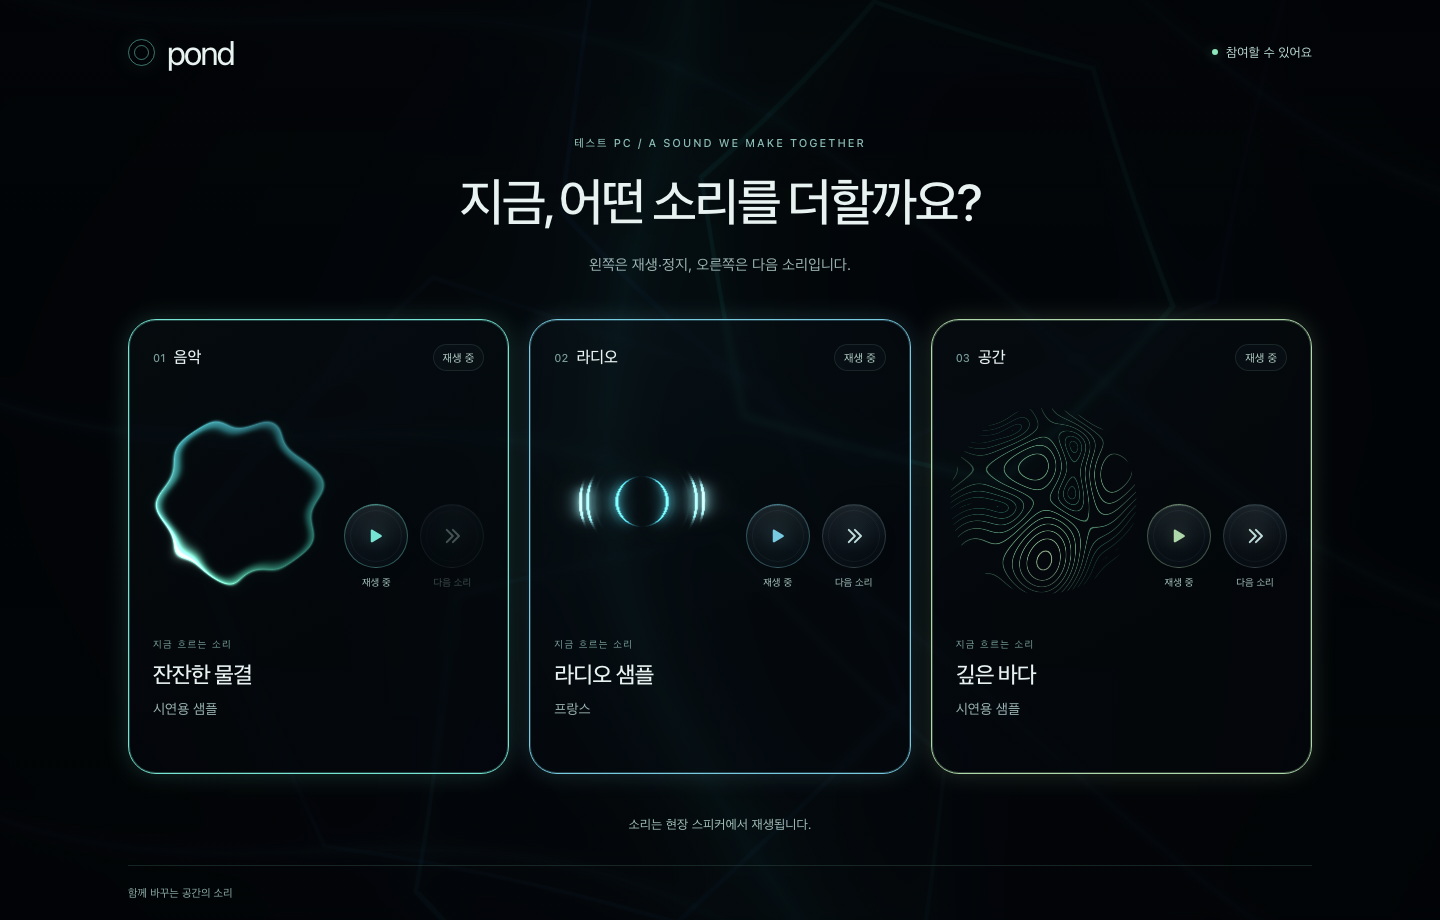 pond
참여할 수 있어요
테스트 PC / A SOUND WE MAKE TOGETHER
지금, 어떤 소리를 더할까요?
왼쪽은 재생·정지, 오른쪽은 다음 소리입니다.
01 음악
재생 중
재생 중
다음 소리
지금 흐르는 소리
잔잔한 물결
시연용 샘플
02 라디오
재생 중
재생 중
다음 소리
지금 흐르는 소리
라디오 샘플
프랑스
03 공간
재생 중
재생 중
다음 소리
지금 흐르는 소리
깊은 바다
시연용 샘플
소리는 현장 스피커에서 재생됩니다.
함께 바꾸는 공간의 소리